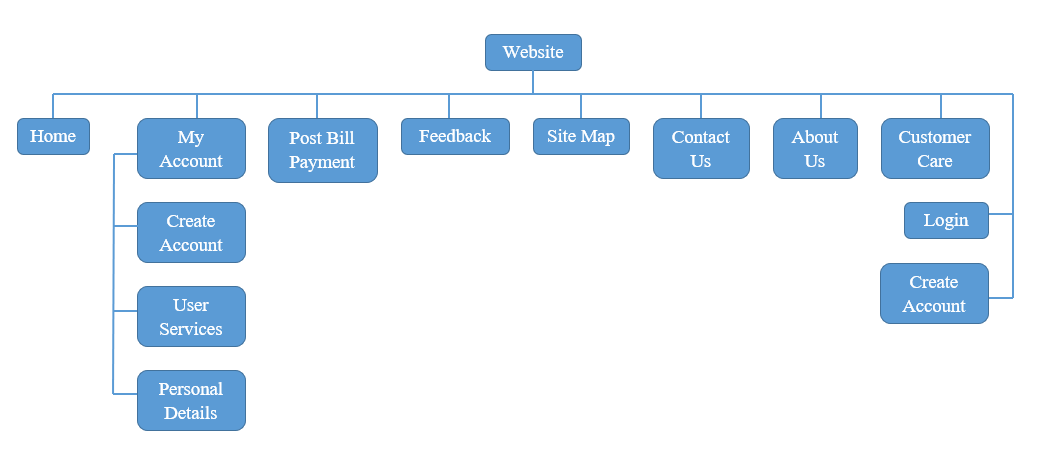 Website
Home
My
Account
Post Bill
Payment
Feedback
Site Map
Contact
Us
About
Us
Customer
Care
Create
Account
User
Services
Personal
Details
Login
Create
Account